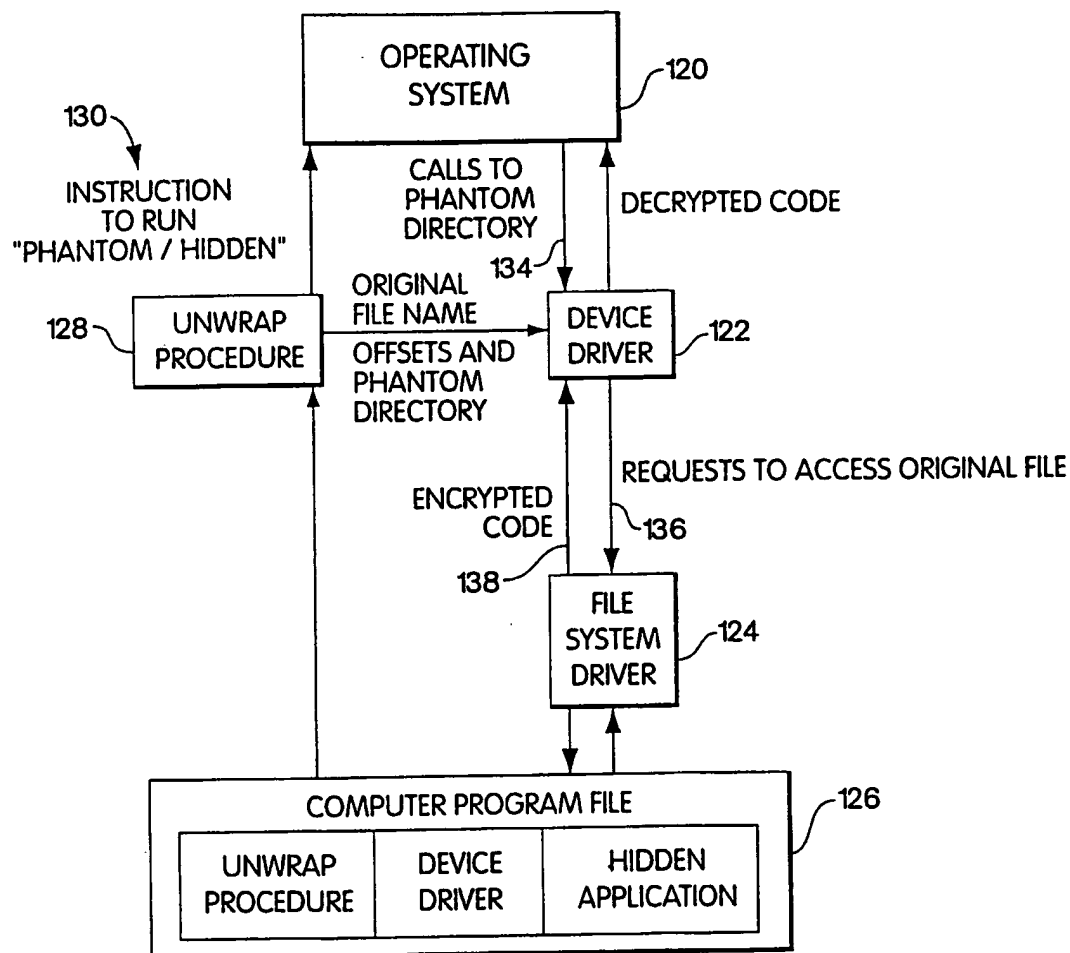 OPERATING
SYSTEM
120
130
INSTRUCTION
TO RUN
"PHANTOM / HIDDEN"
CALLS TO
PHANTOM
DIRECTORY
134
DECRYPTED CODE
128
UNWRAP
PROCEDURE
ORIGINAL
FILE NAME
OFFSETS AND
PHANTOM
DIRECTORY
DEVICE
DRIVER
122
ENCRYPTED
CODE
138
REQUESTS TO ACCESS ORIGINAL FILE
136
FILE
SYSTEM
DRIVER
124
COMPUTER PROGRAM FILE
126
UNWRAP
PROCEDURE
DEVICE
DRIVER
HIDDEN
APPLICATION